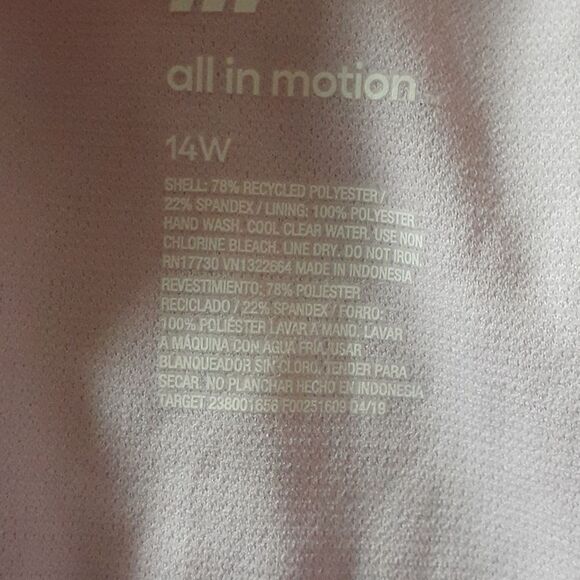 all in motion
14W
SHELL: 78% RECYCLED POLYESTER /
22% SPANDEX / LINING: 100% POLYESTER
HAND WASH. COOL CLEAR WATER. USE NON
CHLORINE BLEACH. LINE DRY. DO NOT IRON
RN17730 VN1322664 MADE IN INDONESIA
REVESTIMIENTO: 78% POLIÉSTER
RECICLADO / 22% SPANDEX / FORRO:
100% POLIÉSTER LAVAR A MANO. LAVAR
A MÁQUINA CON AGUA FRÍA. USAR
BLANQUEADOR SIN CLORO. TENDER PARA
SECAR. NO PLANCHAR HECHO EN INDONESIA
TARGET 238001656 F00251609 04/19